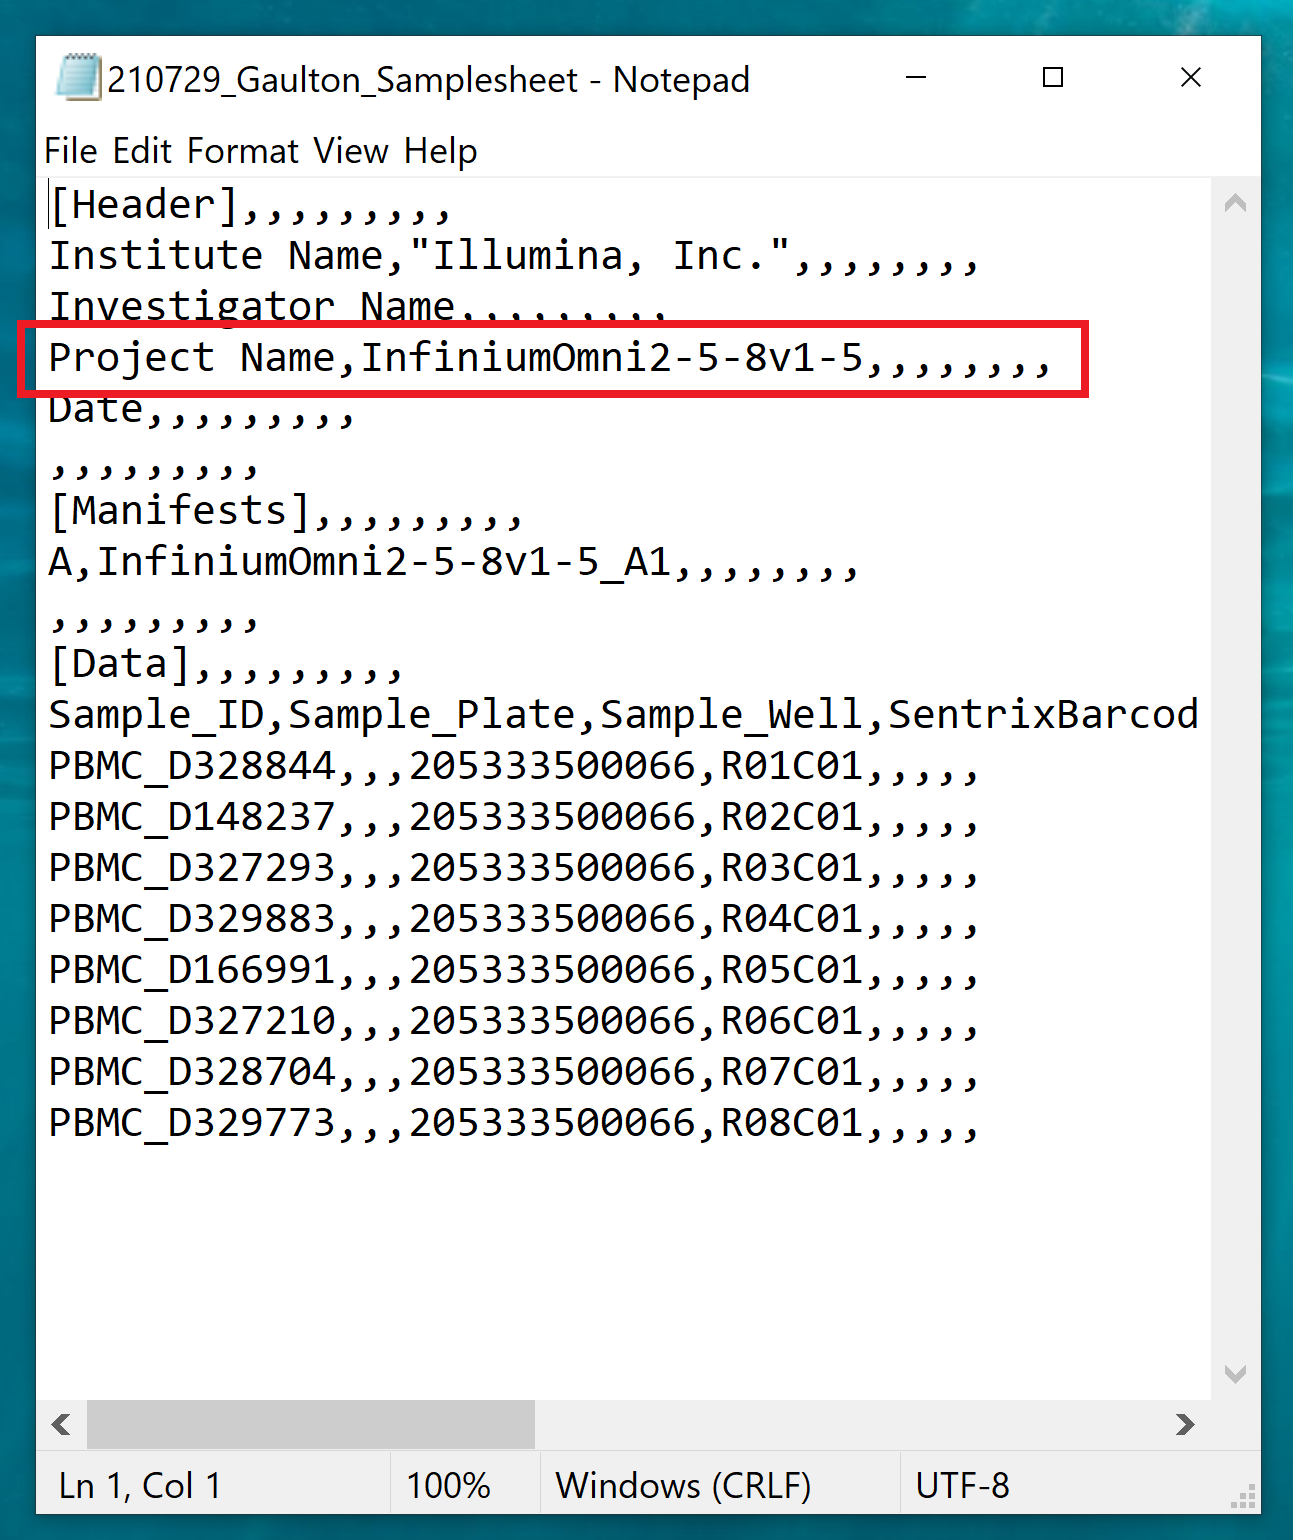 210729_Gaulton_Samplesheet - Notepad
File Edit Format View Help
[Header],,,,,,,,,
Institute Name,"Illumina, Inc.",,,,,,,,
Investigator Name,,,,,,,,,
Project Name,InfiniumOmni2-5-8v1-5,,,,,,,,
Date,,,,,,,,,
,,,,,,,,,
[Manifests],,,,,,,,,
A,InfiniumOmni2-5-8v1-5_A1,,,,,,,,
,,,,,,,,,
[Data],,,,,,,,,
Sample_ID,Sample_Plate,Sample_Well,SentrixBarcod
PBMC_D328844,,,205333500066,R01C01,,,,,
PBMC_D148237,,,205333500066,R02C01,,,,,
PBMC_D327293,,,205333500066,R03C01,,,,,
PBMC_D329883,,,205333500066,R04C01,,,,,
PBMC_D166991,,,205333500066,R05C01,,,,,
PBMC_D327210,,,205333500066,R06C01,,,,,
PBMC_D328704,,,205333500066,R07C01,,,,,
PBMC_D329773,,,205333500066,R08C01,,,,,
Ln 1, Col 1 100% Windows (CRLF) UTF-8